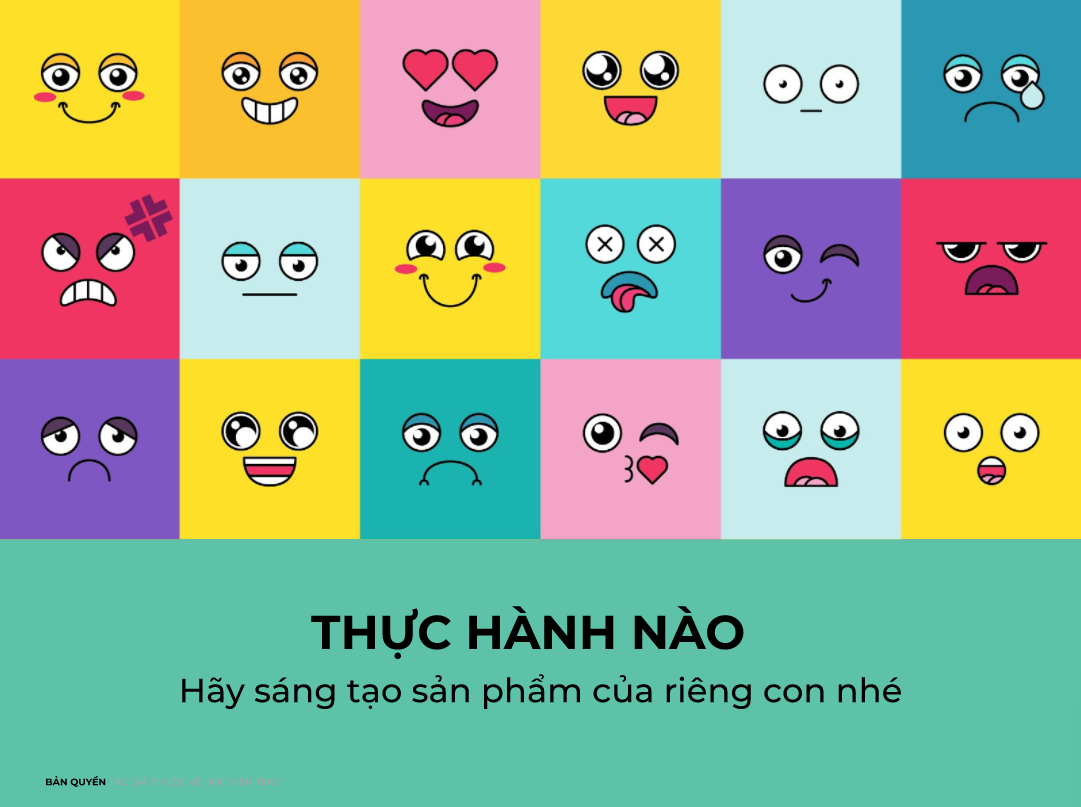 THỰC HÀNH NÀO
Hãy sáng tạo sản phẩm của riêng con nhé
BẢN QUYỀN